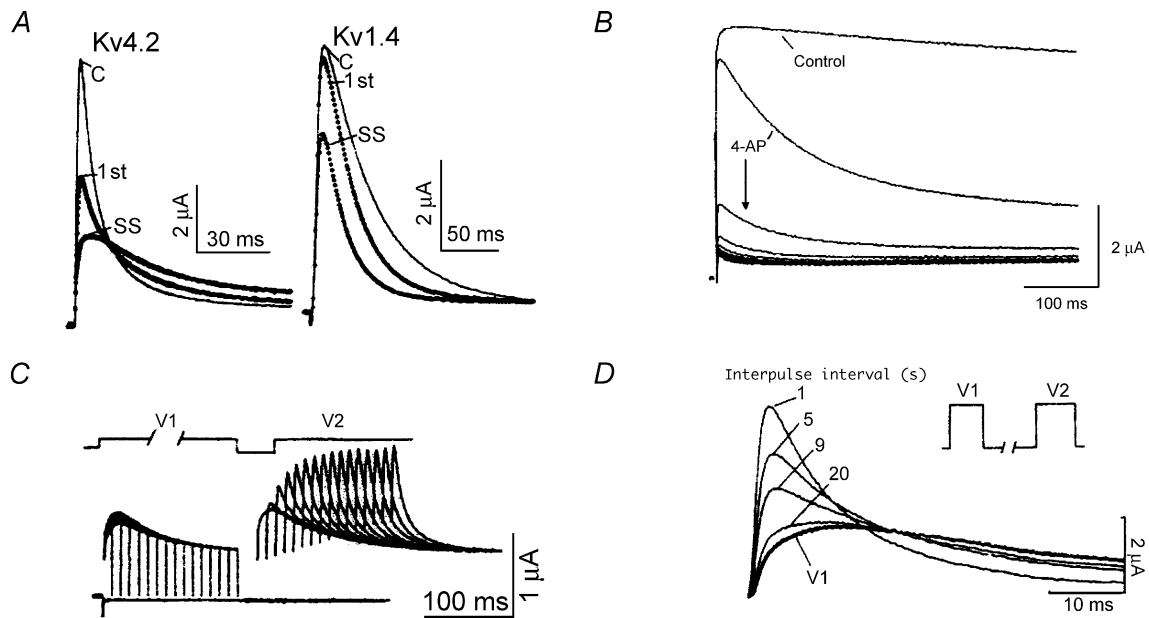 A
Kv4.2
C
1st
SS
2 µA
30 ms
Kv1.4
C
1st
SS
2 µA
50 ms
B
Control
4-AP
2 µA
100 ms
C
V1
V2
100 ms
1 µA
D
Interpulse interval (s)
1
5
9
20
V1
V1
V2
2 µA
10 ms